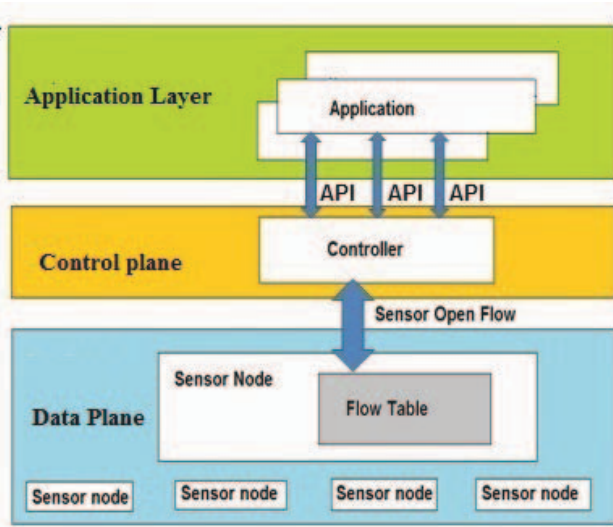 Application Layer
Application
API API API
Control plane
Controller
Sensor Open Flow
Data Plane
Sensor Node
Flow Table
Sensor node Sensor node Sensor node Sensor node